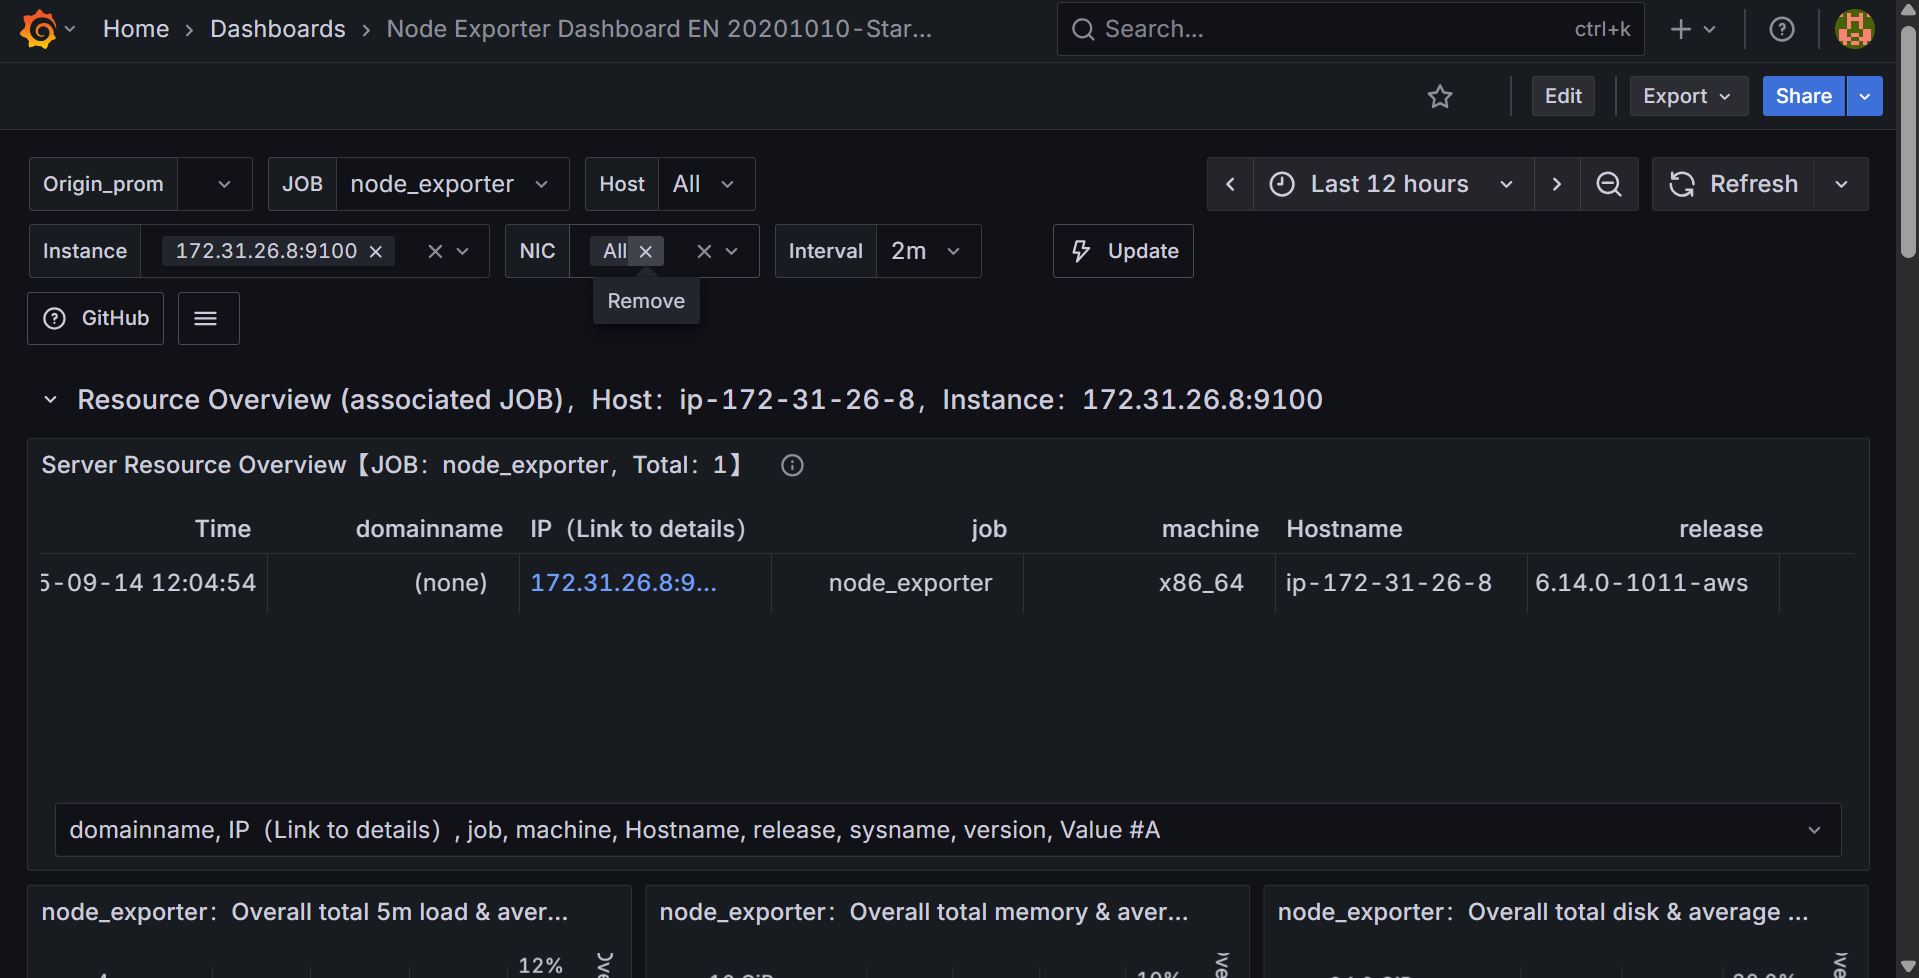 Home › Dashboards › Node Exporter Dashboard EN 20201010-Star...
Search... ctrl+k
Edit Export Share
Origin_prom JOB node_exporter Host All Last 12 hours Refresh
Instance 172.31.26.8:9100 NIC All Interval 2m Update
Remove
GitHub
Resource Overview (associated JOB)，Host：ip-172-31-26-8，Instance：172.31.26.8:9100
Server Resource Overview【JOB：node_exporter，Total：1】
Time domainname IP（Link to details） job machine Hostname release
5-09-14 12:04:54 (none) 172.31.26.8:9... node_exporter x86_64 ip-172-31-26-8 6.14.0-1011-aws
domainname, IP（Link to details）, job, machine, Hostname, release, sysname, version, Value #A
node_exporter：Overall total 5m load & aver... node_exporter：Overall total memory & aver... node_exporter：Overall total disk & average ...
12%